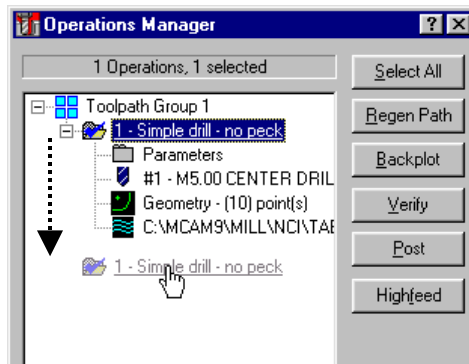 Operations Manager
1 Operations, 1 selected
Toolpath Group 1
1 - Simple drill - no peck
Parameters
#1 - M5.00 CENTER DRIL
Geometry - (10) point(s)
C:\MCAM9\MILL\NCI\TAE
1 - Simple drill - no peck
Select All
Regen Path
Backplot
Verify
Post
Highfeed